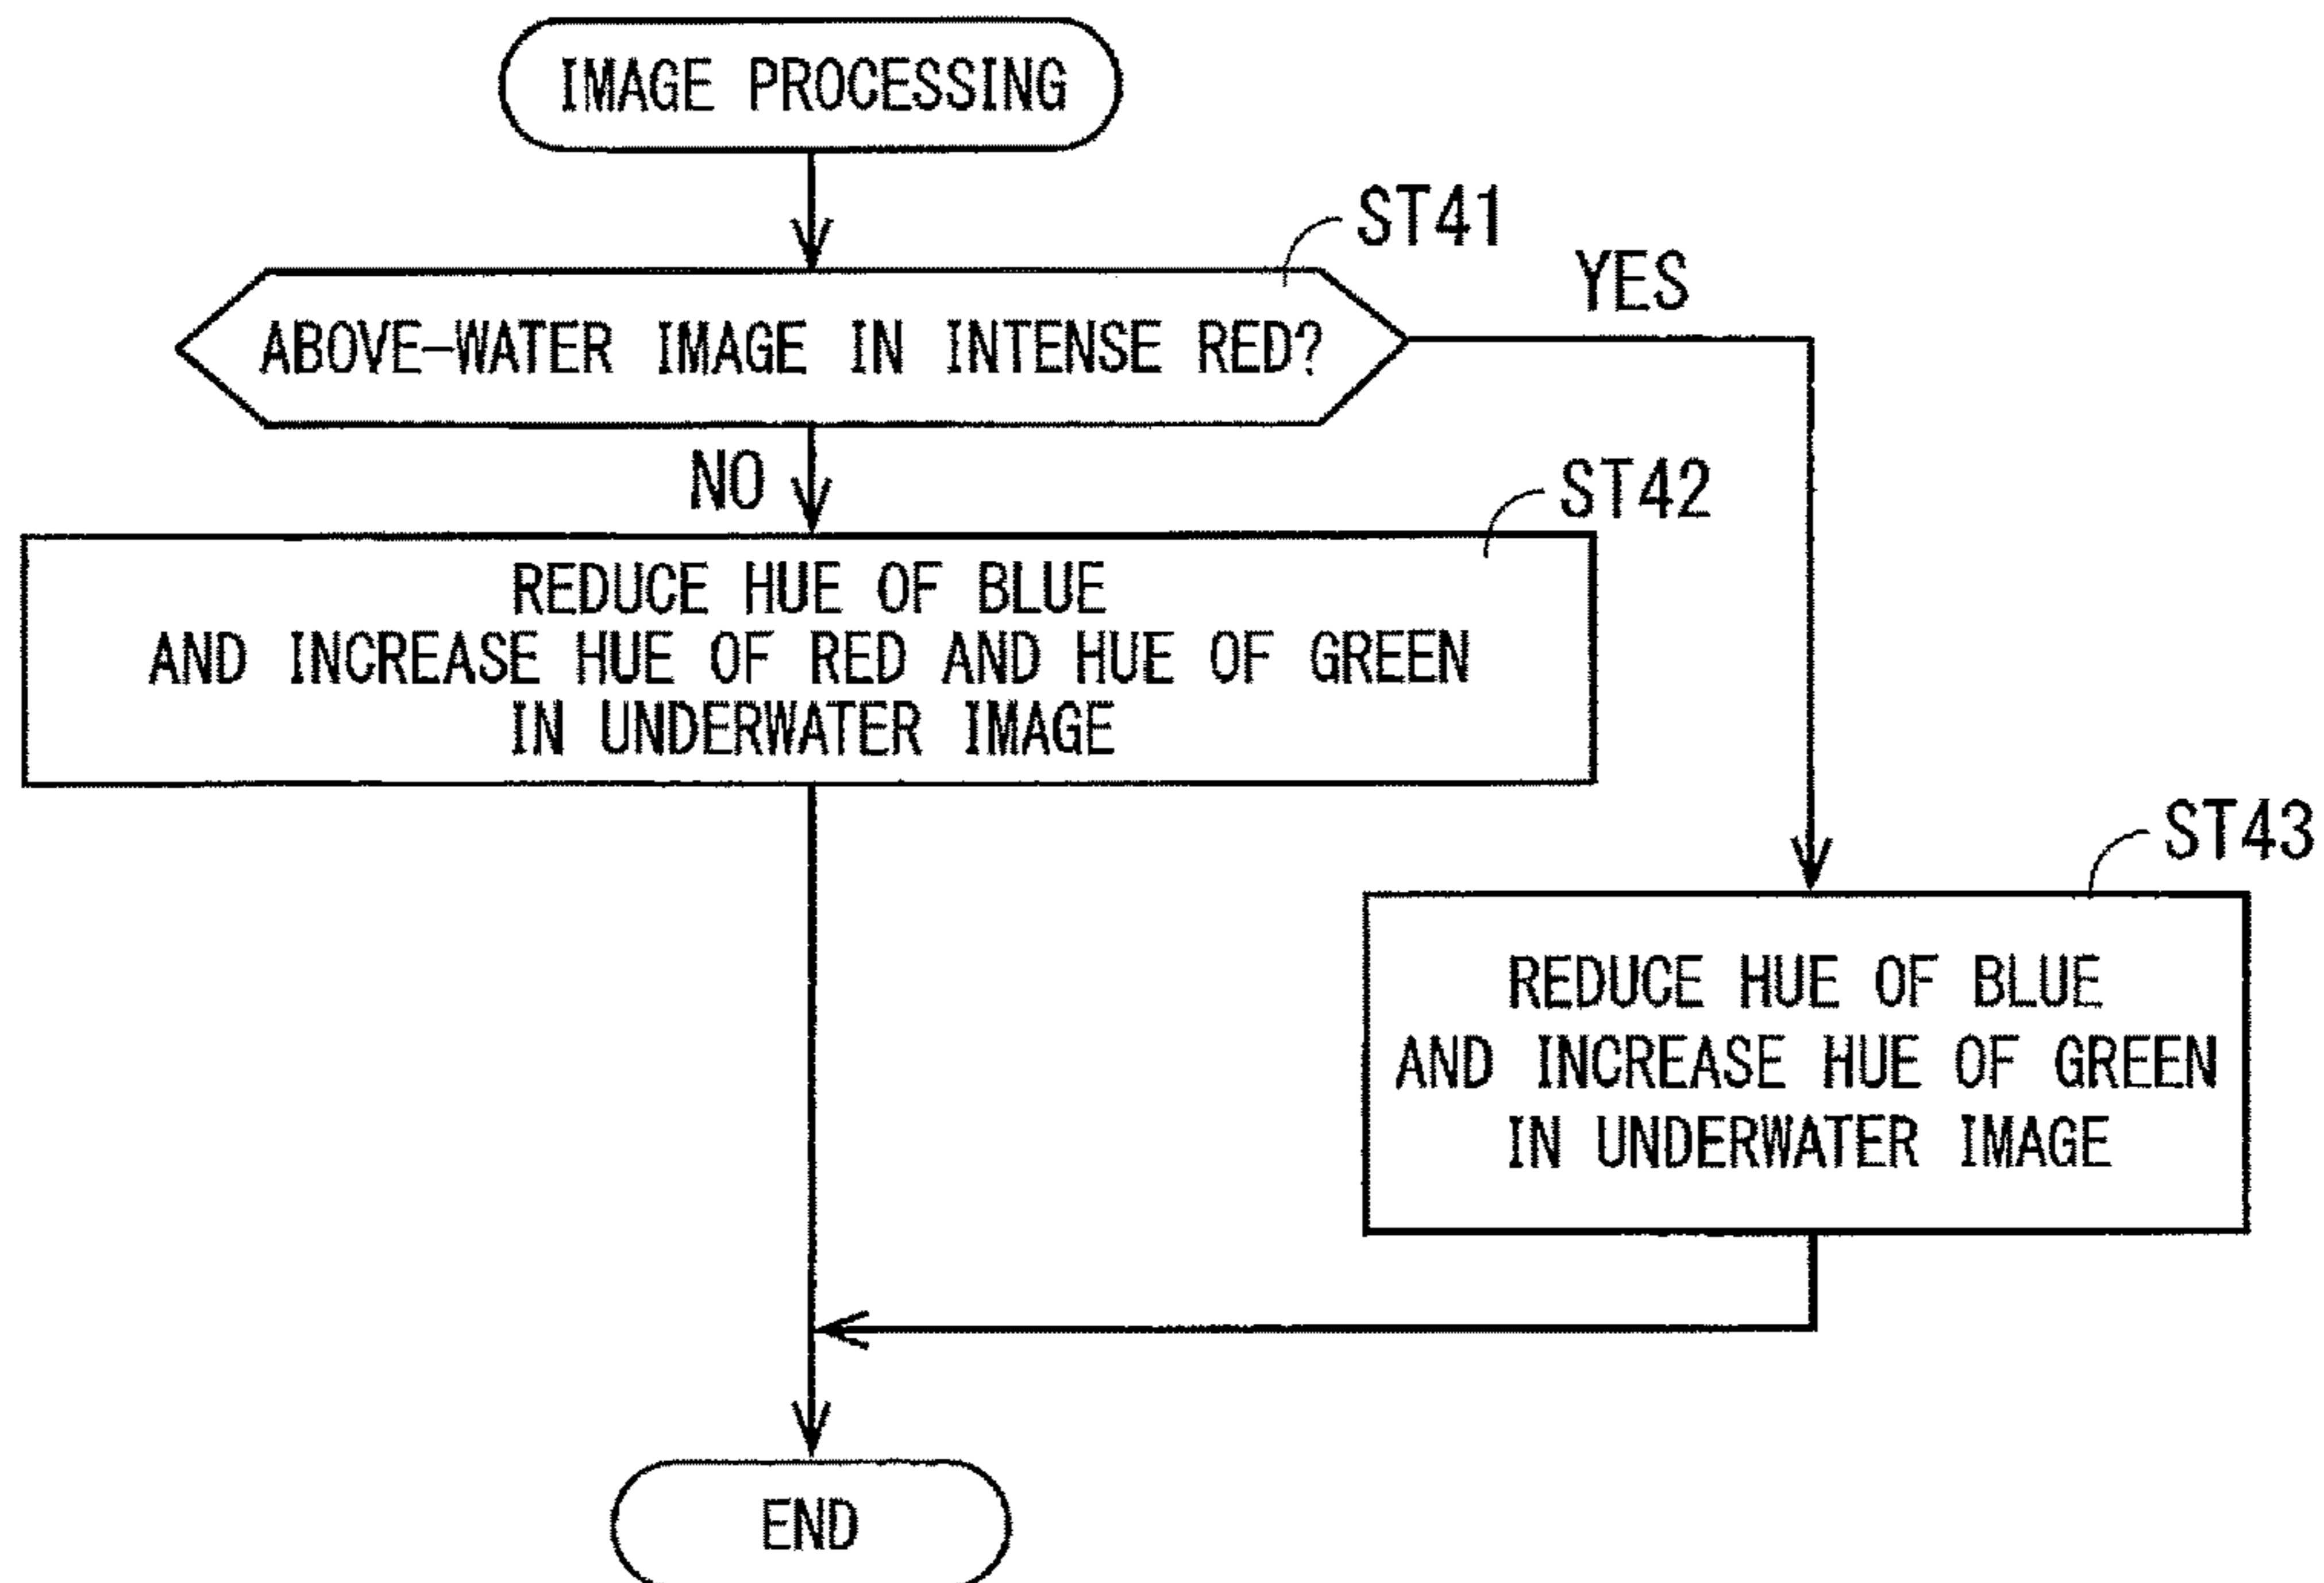 IMAGE PROCESSING
ST41
YES
ABOVE-WATER IMAGE IN INTENSE RED?
NO
ST42
REDUCE HUE OF BLUE
AND INCREASE HUE OF RED AND HUE OF GREEN
IN UNDERWATER IMAGE
ST43
REDUCE HUE OF BLUE
AND INCREASE HUE OF GREEN
IN UNDERWATER IMAGE
END